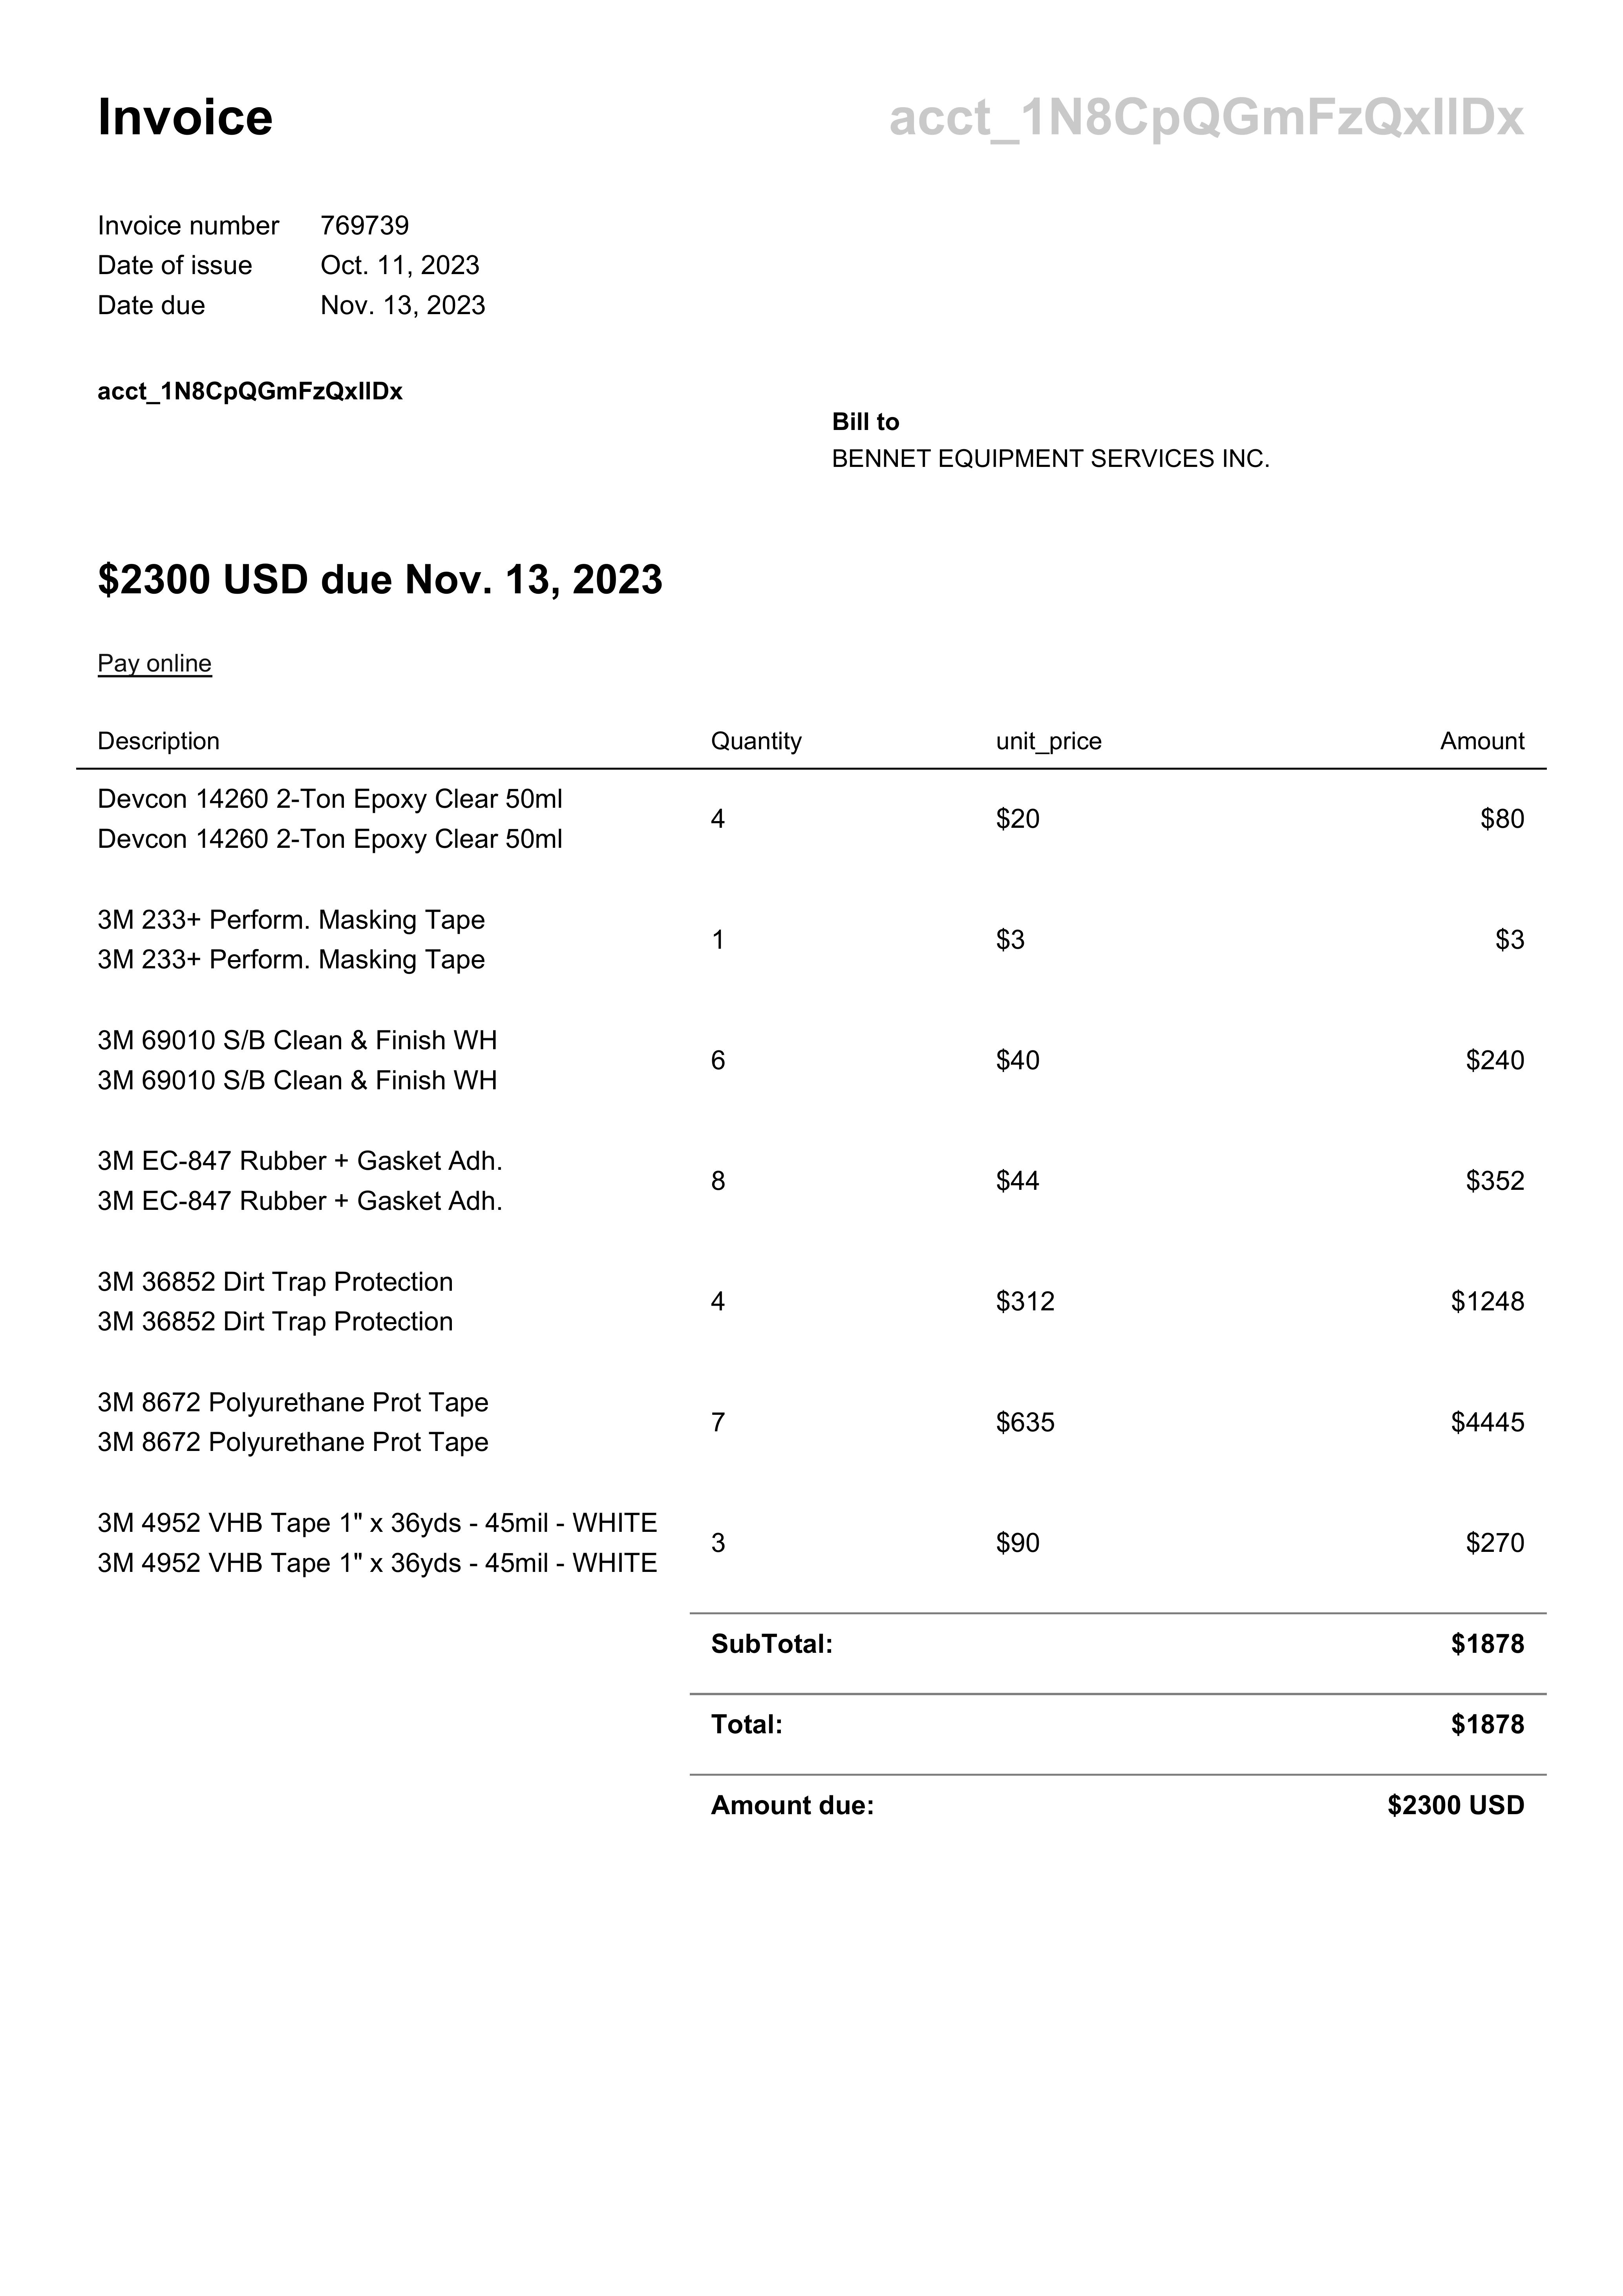 Invoice
acct_1N8CpQGmFzQxIlDx
Invoice number 769739
Date of issue Oct. 11, 2023
Date due Nov. 13, 2023
acct_1N8CpQGmFzQxIlDx
Bill to
BENNET EQUIPMENT SERVICES INC.
$2300 USD due Nov. 13, 2023
Pay online
Description Quantity unit_price Amount
Devcon 14260 2-Ton Epoxy Clear 50ml
Devcon 14260 2-Ton Epoxy Clear 50ml
4 $20 $80
3M 233+ Perform. Masking Tape
3M 233+ Perform. Masking Tape
1 $3 $3
3M 69010 S/B Clean & Finish WH
3M 69010 S/B Clean & Finish WH
6 $40 $240
3M EC-847 Rubber + Gasket Adh.
3M EC-847 Rubber + Gasket Adh.
8 $44 $352
3M 36852 Dirt Trap Protection
3M 36852 Dirt Trap Protection
4 $312 $1248
3M 8672 Polyurethane Prot Tape
3M 8672 Polyurethane Prot Tape
7 $635 $4445
3M 4952 VHB Tape 1" x 36yds - 45mil - WHITE
3M 4952 VHB Tape 1" x 36yds - 45mil - WHITE
3 $90 $270
SubTotal: $1878
Total: $1878
Amount due: $2300 USD